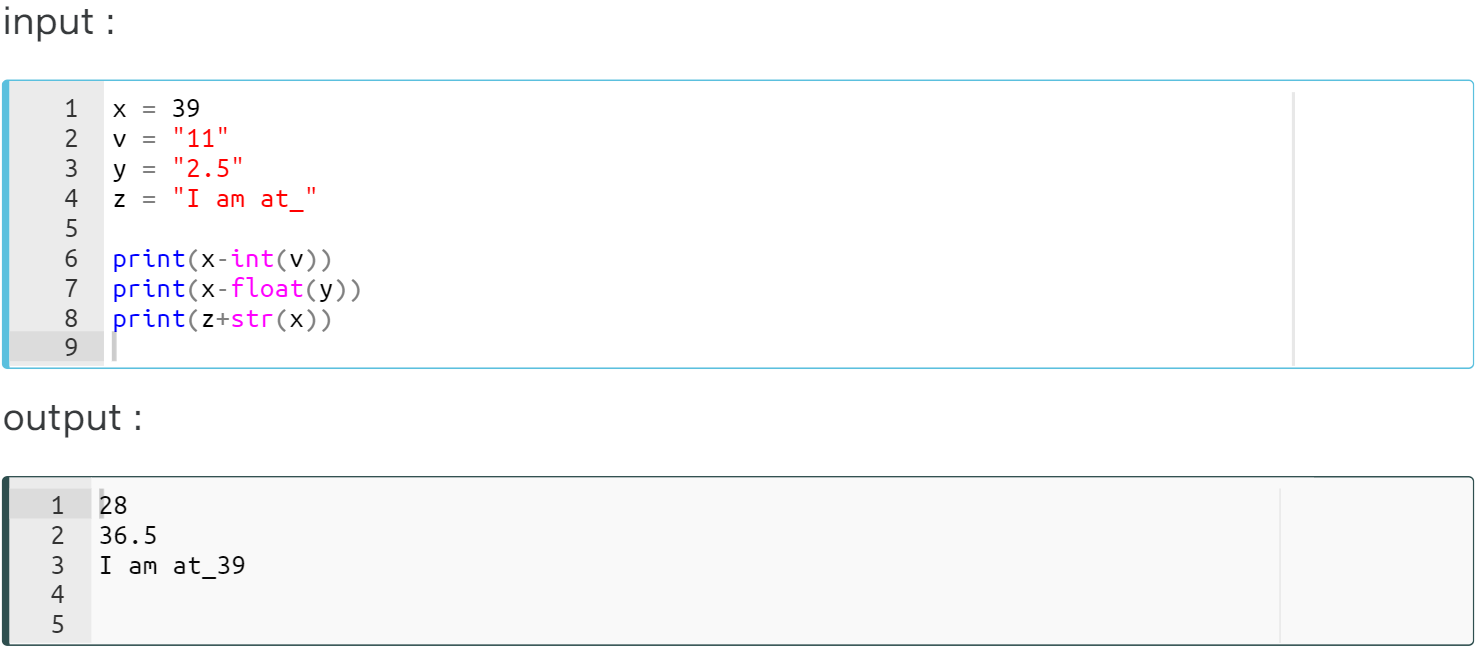 input :
1 x = 39
2 v = "11"
3 y = "2.5"
4 z = "I am at_"
5
6 print(x-int(v))
7 print(x-float(y))
8 print(z+str(x))
9
output :
1 28
2 36.5
3 I am at_39
4
5